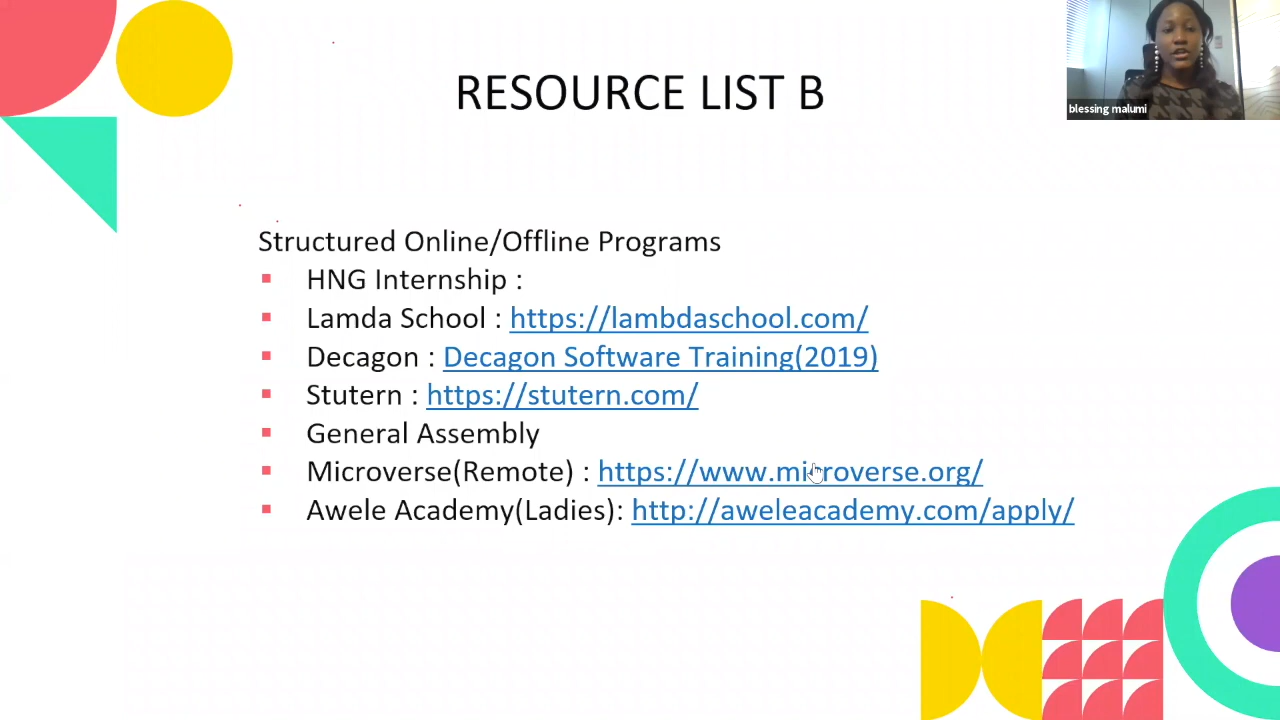 RESOURCE LIST B
blessing malumi
Structured Online/Offline Programs
HNG Internship :
Lamda School : https://lambdaschool.com/
Decagon : Decagon Software Training(2019)
Stutern : https://stutern.com/
General Assembly
Microverse(Remote) : https://www.microverse.org/
Awele Academy(Ladies): http://aweleacademy.com/apply/